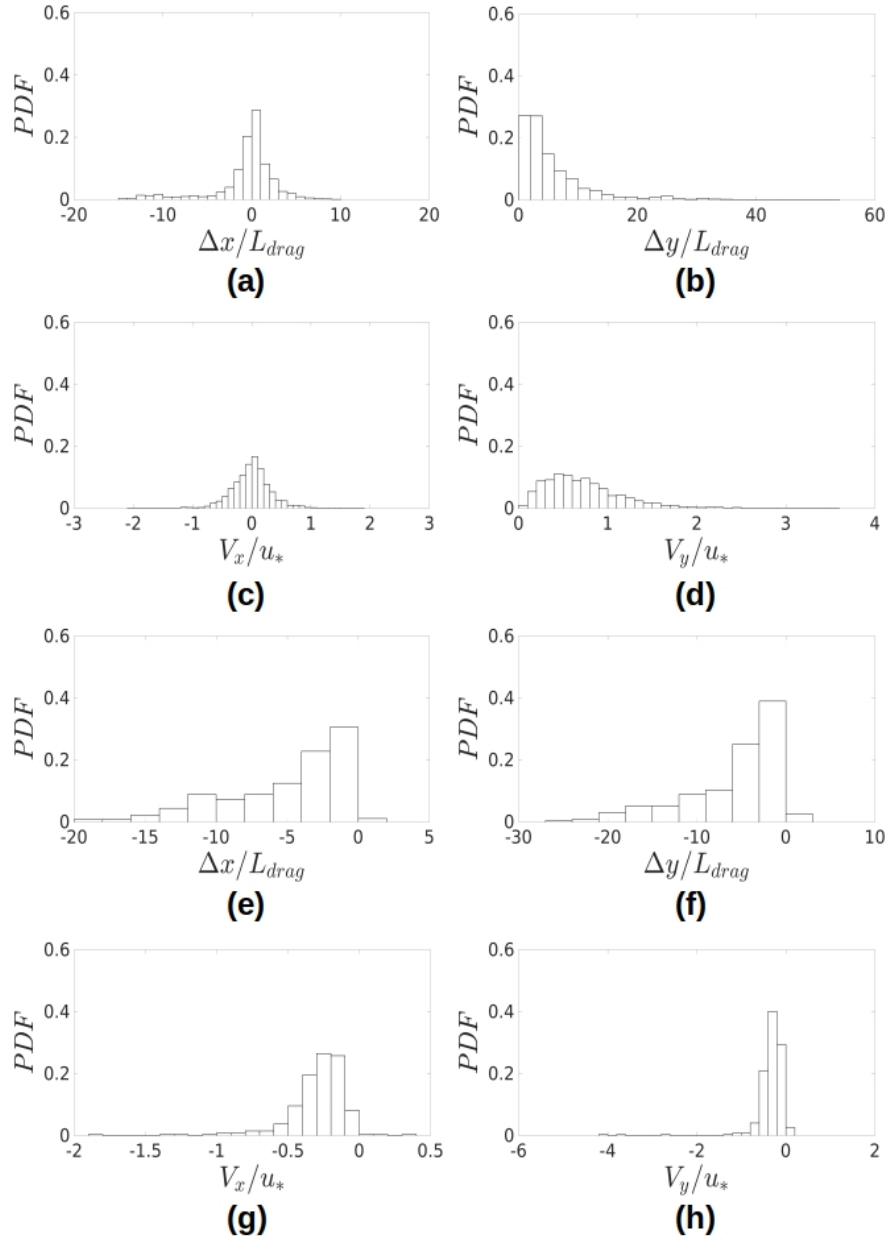 0.6 0.6
PDF 0.4 PDF 0.4
0.2 0.2
0 0
-20 -10 0 10 20 0 20 40 60
Δx/L_drag Δy/L_drag
(a) (b)
0.6 0.6
PDF 0.4 PDF 0.4
0.2 0.2
0 0
-3 -2 -1 0 1 2 3 0 1 2 3 4
V_x/u_* V_y/u_*
(c) (d)
0.6 0.6
PDF 0.4 PDF 0.4
0.2 0.2
0 0
-20 -15 -10 -5 0 5 -30 -20 -10 0 10
Δx/L_drag Δy/L_drag
(e) (f)
0.6 0.6
PDF 0.4 PDF 0.4
0.2 0.2
0 0
-2 -1.5 -1 -0.5 0 0.5 -6 -4 -2 0 2
V_x/u_* V_y/u_*
(g) (h)